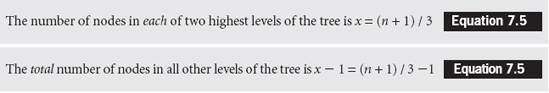 The number of nodes in each of two highest levels of the tree is x = (n + 1) / 3 Equation 7.5
The total number of nodes in all other levels of the tree is x − 1 = (n + 1) / 3 −1 Equation 7.5